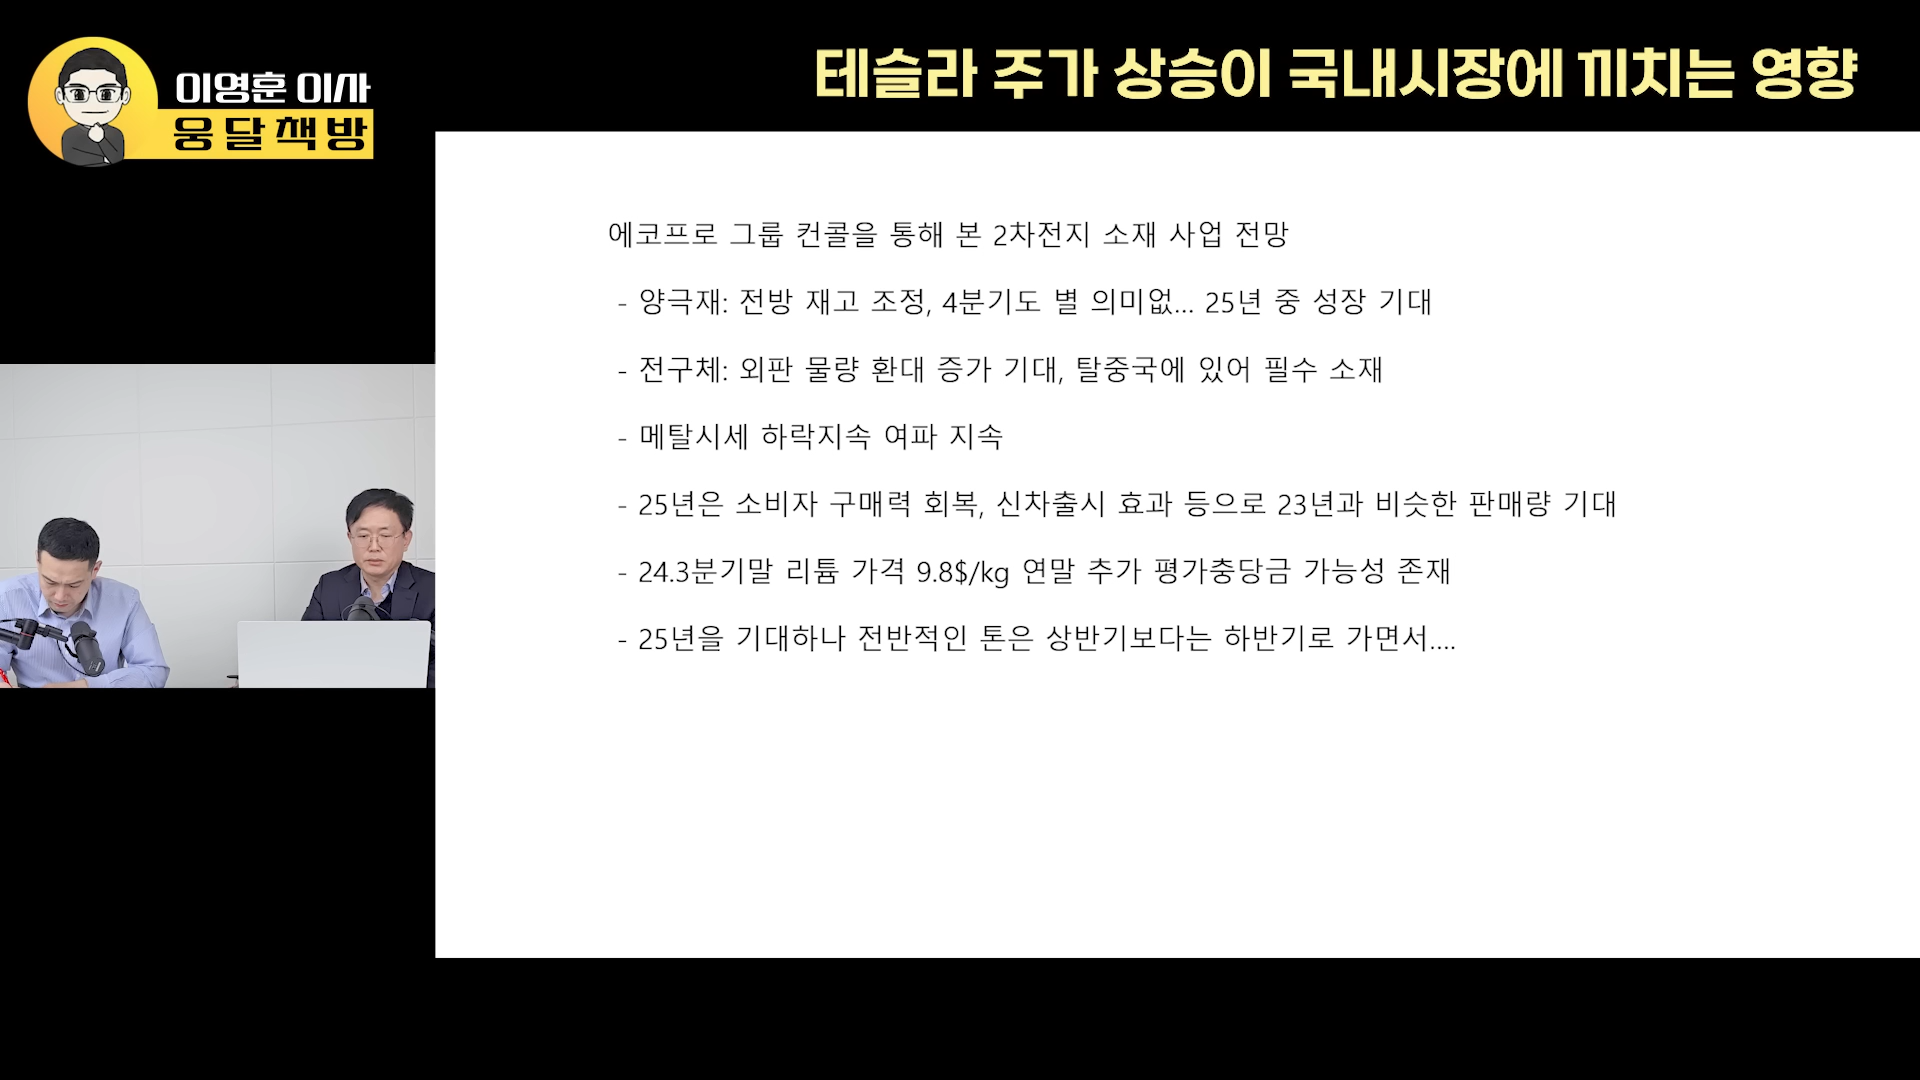 이영훈 이사
웅달책방
테슬라 주가 상승이 국내시장에 끼치는 영향
에코프로 그룹 컨콜을 통해 본 2차전지 소재 사업 전망
- 양극재: 전방 재고 조정, 4분기도 별 의미없... 25년 중 성장 기대
- 전구체: 외판 물량 환대 증가 기대, 탈중국에 있어 필수 소재
- 메탈시세 하락지속 여파 지속
- 25년은 소비자 구매력 회복, 신차출시 효과 등으로 23년과 비슷한 판매량 기대
- 24.3분기말 리튬 가격 9.8$/kg 연말 추가 평가충당금 가능성 존재
- 25년을 기대하나 전반적인 톤은 상반기보다는 하반기로 가면서....